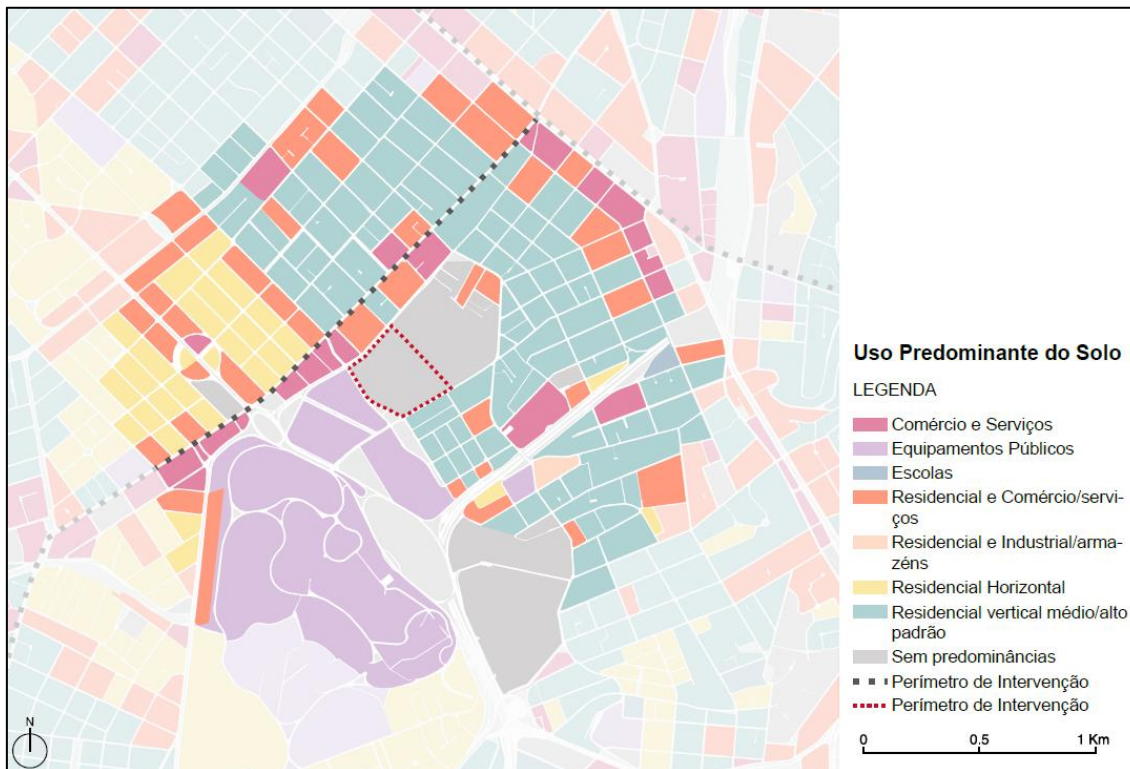 Uso Predominante do Solo
LEGENDA
Comércio e Serviços
Equipamentos Públicos
Escolas
Residencial e Comércio/servi-
ços
Residencial e Industrial/arma-
zéns
Residencial Horizontal
Residencial vertical médio/alto
padrão
Sem predominâncias
Perímetro de Intervenção
Perímetro de Intervenção
N
0 0,5 1 Km